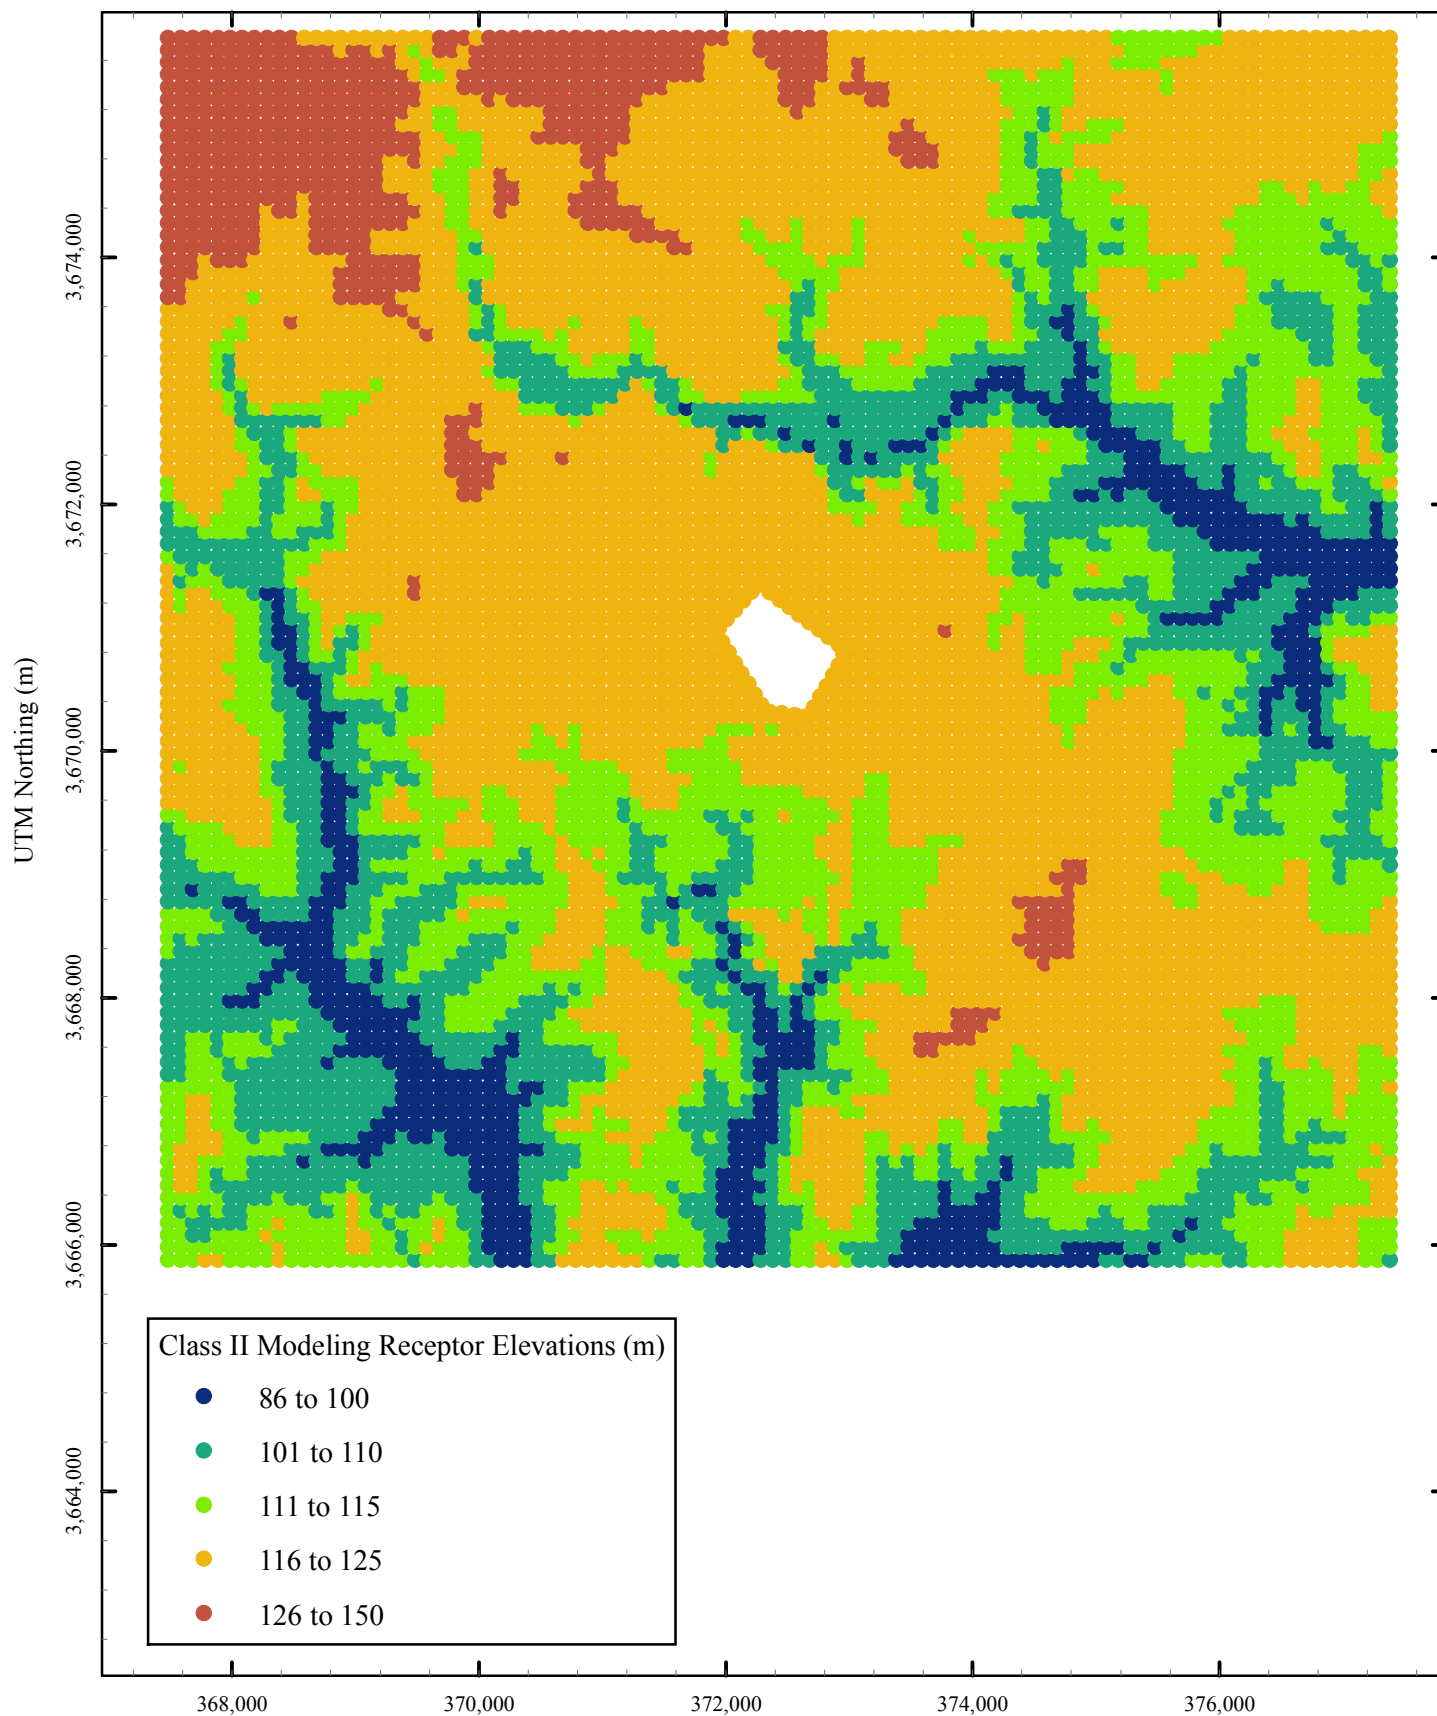 3,674,000
3,672,000
3,670,000
3,668,000
3,666,000
3,664,000
UTM Northing (m)
Class II Modeling Receptor Elevations (m)
86 to 100
101 to 110
111 to 115
116 to 125
126 to 150
368,000 370,000 372,000 374,000 376,000